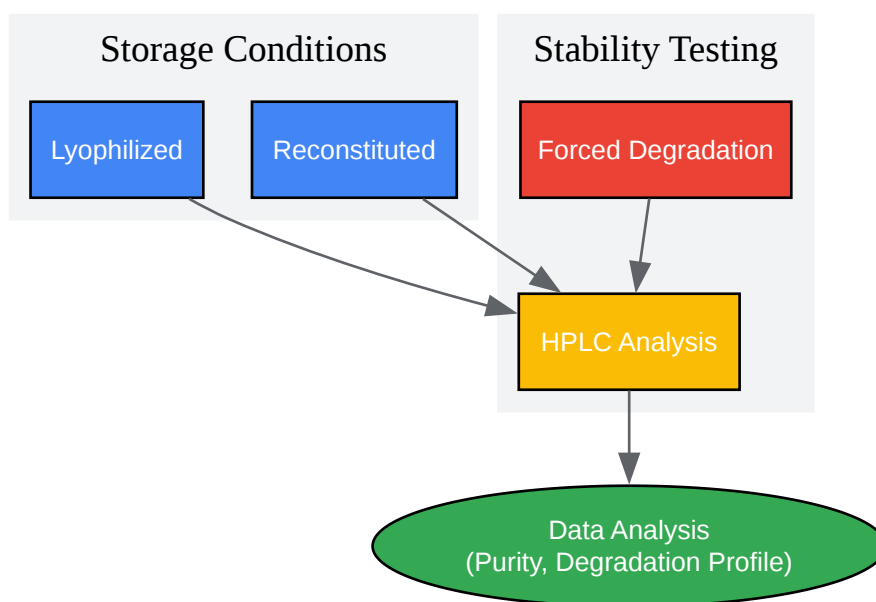 Storage Conditions
Stability Testing
Lyophilized
Reconstituted
Forced Degradation
HPLC Analysis
Data Analysis
(Purity, Degradation Profile)